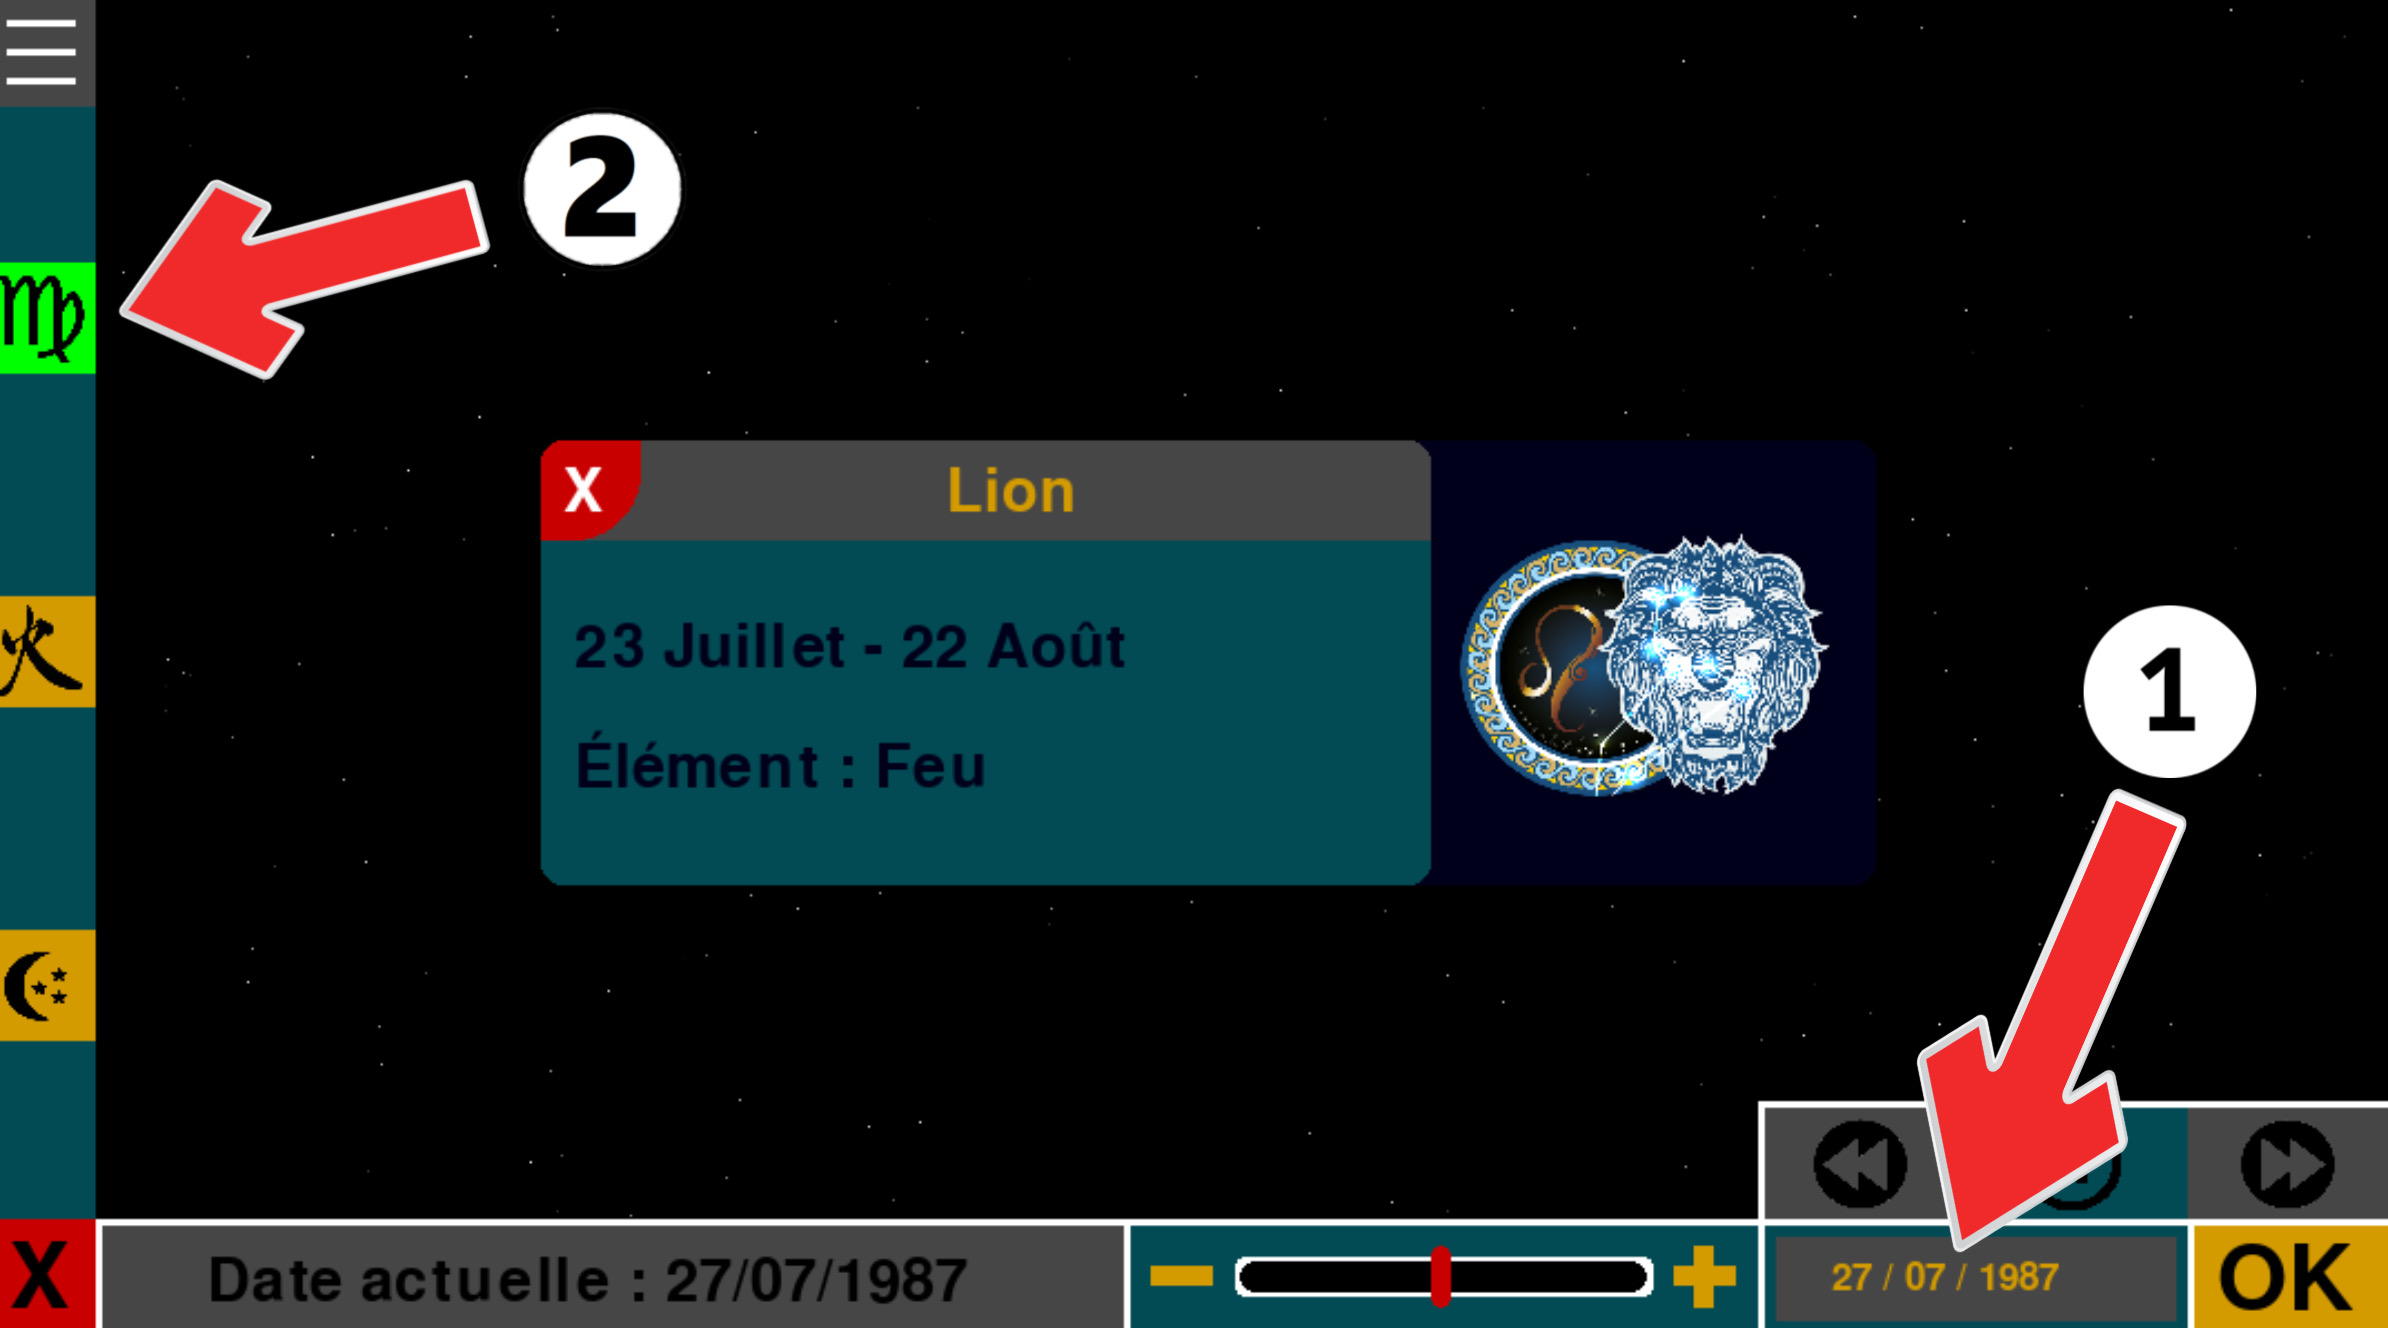 2
♍
X Lion
23 Juillet - 22 Août
Élément : Feu
火
1
X Date actuelle : 27/07/1987 - + 27 / 07 / 1987 OK